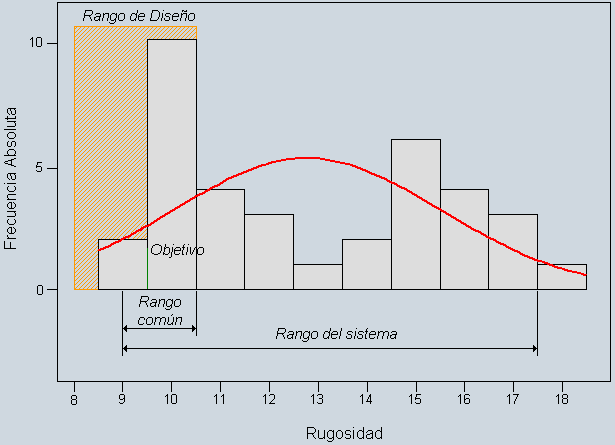 Rango de Diseño
10
5
0
Frecuencia Absoluta
Objetivo
Rango
común
Rango del sistema
8 9 10 11 12 13 14 15 16 17 18
Rugosidad